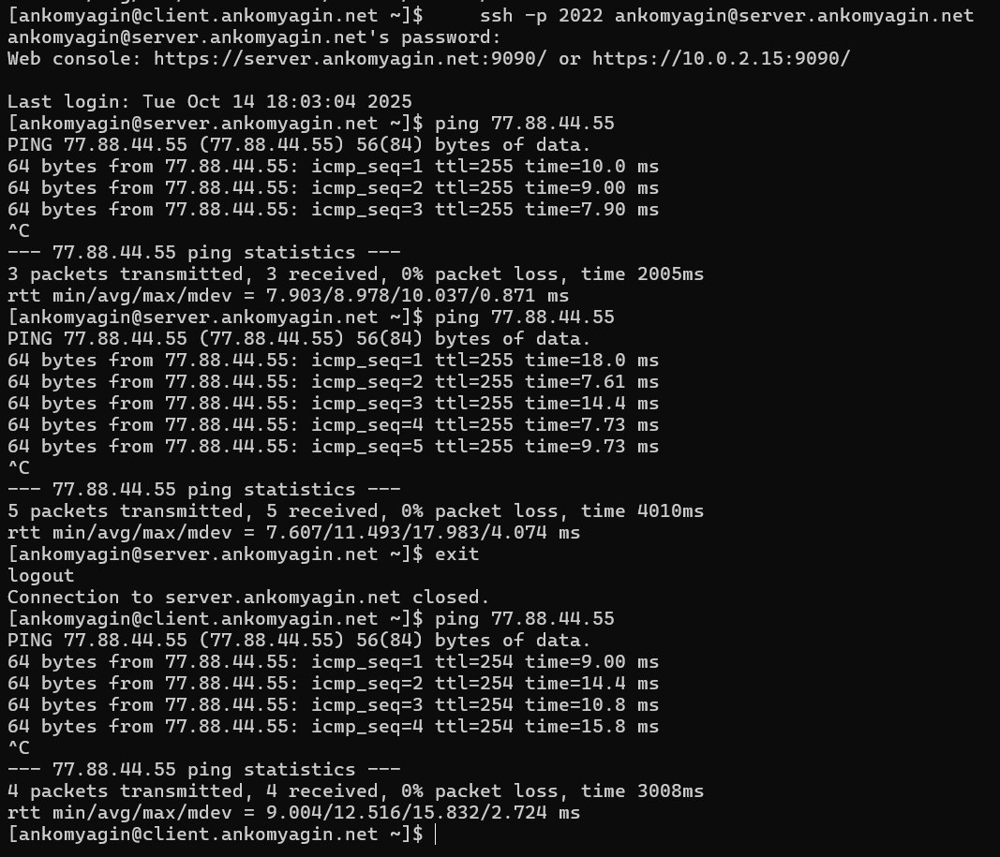 [ankomyagin@client.ankomyagin.net ~]$     ssh -p 2022 ankomyagin@server.ankomyagin.net
ankomyagin@server.ankomyagin.net's password:
Web console: https://server.ankomyagin.net:9090/ or https://10.0.2.15:9090/

Last login: Tue Oct 14 18:03:04 2025
[ankomyagin@server.ankomyagin.net ~]$ ping 77.88.44.55
PING 77.88.44.55 (77.88.44.55) 56(84) bytes of data.
64 bytes from 77.88.44.55: icmp_seq=1 ttl=255 time=10.0 ms
64 bytes from 77.88.44.55: icmp_seq=2 ttl=255 time=9.00 ms
64 bytes from 77.88.44.55: icmp_seq=3 ttl=255 time=7.90 ms
^C
--- 77.88.44.55 ping statistics ---
3 packets transmitted, 3 received, 0% packet loss, time 2005ms
rtt min/avg/max/mdev = 7.903/8.978/10.037/0.871 ms
[ankomyagin@server.ankomyagin.net ~]$ ping 77.88.44.55
PING 77.88.44.55 (77.88.44.55) 56(84) bytes of data.
64 bytes from 77.88.44.55: icmp_seq=1 ttl=255 time=18.0 ms
64 bytes from 77.88.44.55: icmp_seq=2 ttl=255 time=7.61 ms
64 bytes from 77.88.44.55: icmp_seq=3 ttl=255 time=14.4 ms
64 bytes from 77.88.44.55: icmp_seq=4 ttl=255 time=7.73 ms
64 bytes from 77.88.44.55: icmp_seq=5 ttl=255 time=9.73 ms
^C
--- 77.88.44.55 ping statistics ---
5 packets transmitted, 5 received, 0% packet loss, time 4010ms
rtt min/avg/max/mdev = 7.607/11.493/17.983/4.074 ms
[ankomyagin@server.ankomyagin.net ~]$ exit
logout
Connection to server.ankomyagin.net closed.
[ankomyagin@client.ankomyagin.net ~]$ ping 77.88.44.55
PING 77.88.44.55 (77.88.44.55) 56(84) bytes of data.
64 bytes from 77.88.44.55: icmp_seq=1 ttl=254 time=9.00 ms
64 bytes from 77.88.44.55: icmp_seq=2 ttl=254 time=14.4 ms
64 bytes from 77.88.44.55: icmp_seq=3 ttl=254 time=10.8 ms
64 bytes from 77.88.44.55: icmp_seq=4 ttl=254 time=15.8 ms
^C
--- 77.88.44.55 ping statistics ---
4 packets transmitted, 4 received, 0% packet loss, time 3008ms
rtt min/avg/max/mdev = 9.004/12.516/15.832/2.724 ms
[ankomyagin@client.ankomyagin.net ~]$